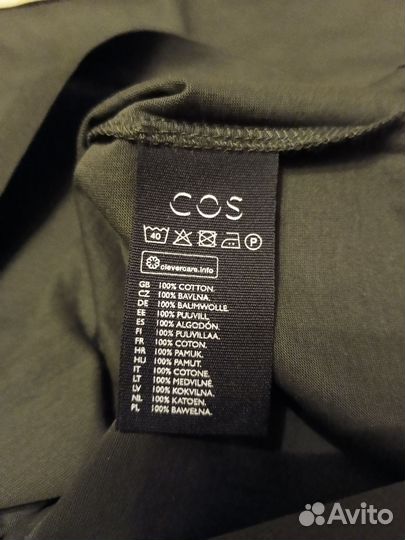 COS
40 P
clevercare.info
GB 100% COTTON.
CZ 100% BAVLNA.
DE 100% BAUMWOLLE.
EE 100% PUUVILL.
ES 100% ALGODÓN.
FI 100% PUUVILLAA.
FR 100% COTON.
HR 100% PAMUK.
HU 100% PAMUT.
IT 100% COTONE.
LT 100% MEDVILNĖ.
LV 100% KOKVILNA.
NL 100% KATOEN.
PL 100% BAWEŁNA.
Avito